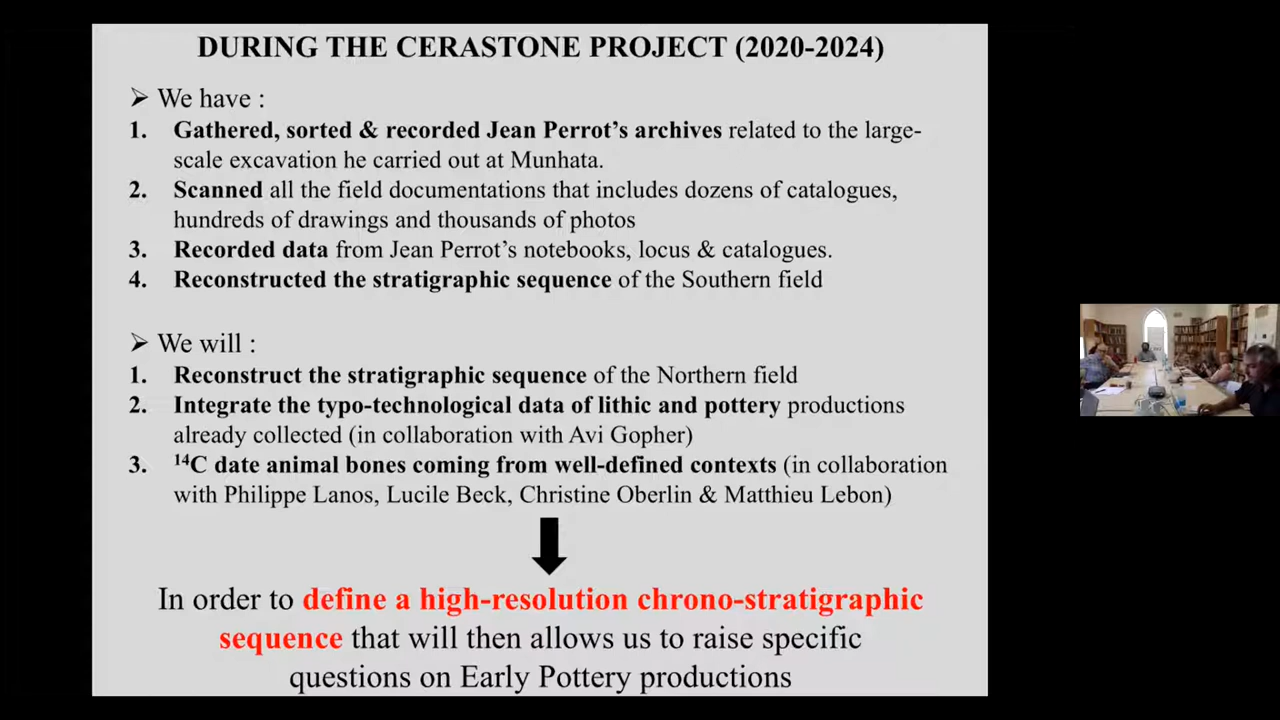 DURING THE CERASTONE PROJECT (2020-2024)
➢ We have :
1. Gathered, sorted & recorded Jean Perrot's archives related to the large-
scale excavation he carried out at Munhata.
2. Scanned all the field documentations that includes dozens of catalogues,
hundreds of drawings and thousands of photos
3. Recorded data from Jean Perrot's notebooks, locus & catalogues.
4. Reconstructed the stratigraphic sequence of the Southern field
➢ We will :
1. Reconstruct the stratigraphic sequence of the Northern field
2. Integrate the typo-technological data of lithic and pottery productions
already collected (in collaboration with Avi Gopher)
3. ¹⁴C date animal bones coming from well-defined contexts (in collaboration
with Philippe Lanos, Lucile Beck, Christine Oberlin & Matthieu Lebon)
In order to define a high-resolution chrono-stratigraphic
sequence that will then allows us to raise specific
questions on Early Pottery productions